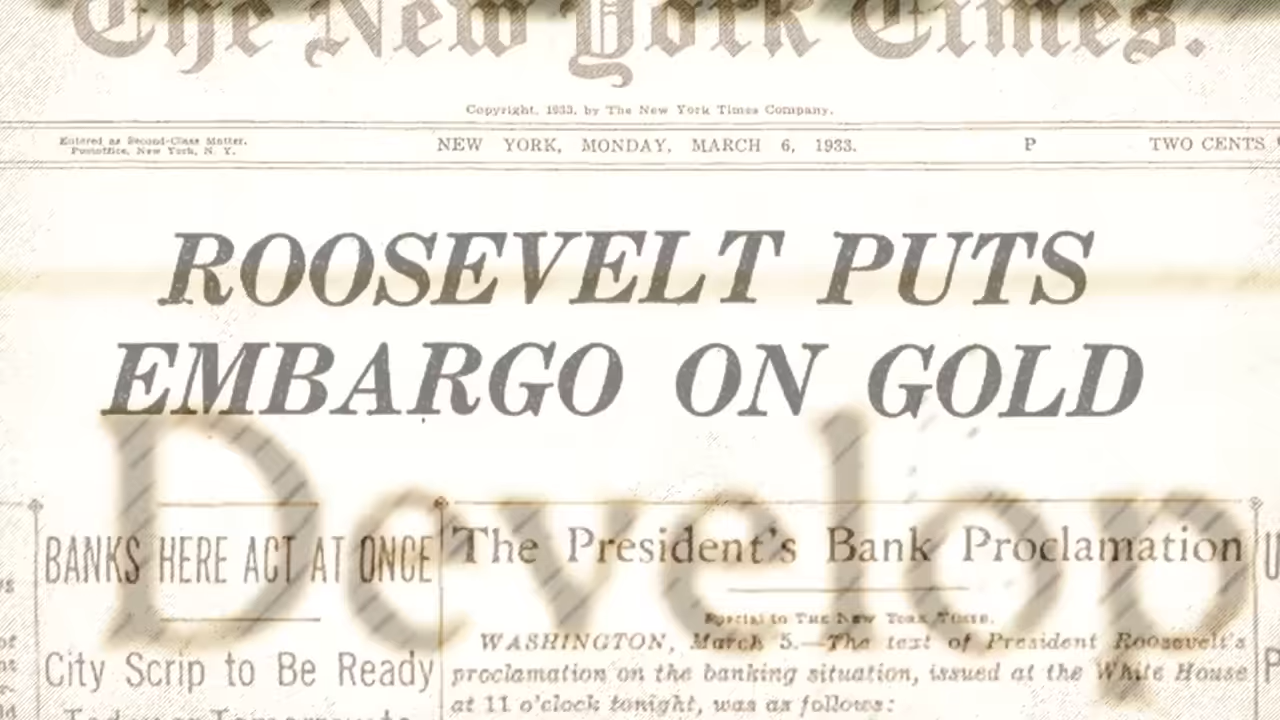 The New York Times.
Copyright, 1933, by The New York Times Company.
Entered as Second-Class Matter,
Postoffice, New York, N. Y.
NEW YORK, MONDAY, MARCH 6, 1933.
P
TWO CENTS
ROOSEVELT PUTS
EMBARGO ON GOLD
Develop
BANKS HERE ACT AT ONCE
City Scrip to Be Ready
The President's Bank Proclamation
Special to THE NEW YORK TIMES.
WASHINGTON, March 5.—The text of President Roosevelt's
proclamation on the banking situation, issued at the White House
at 11 o'clock tonight, was as follows: